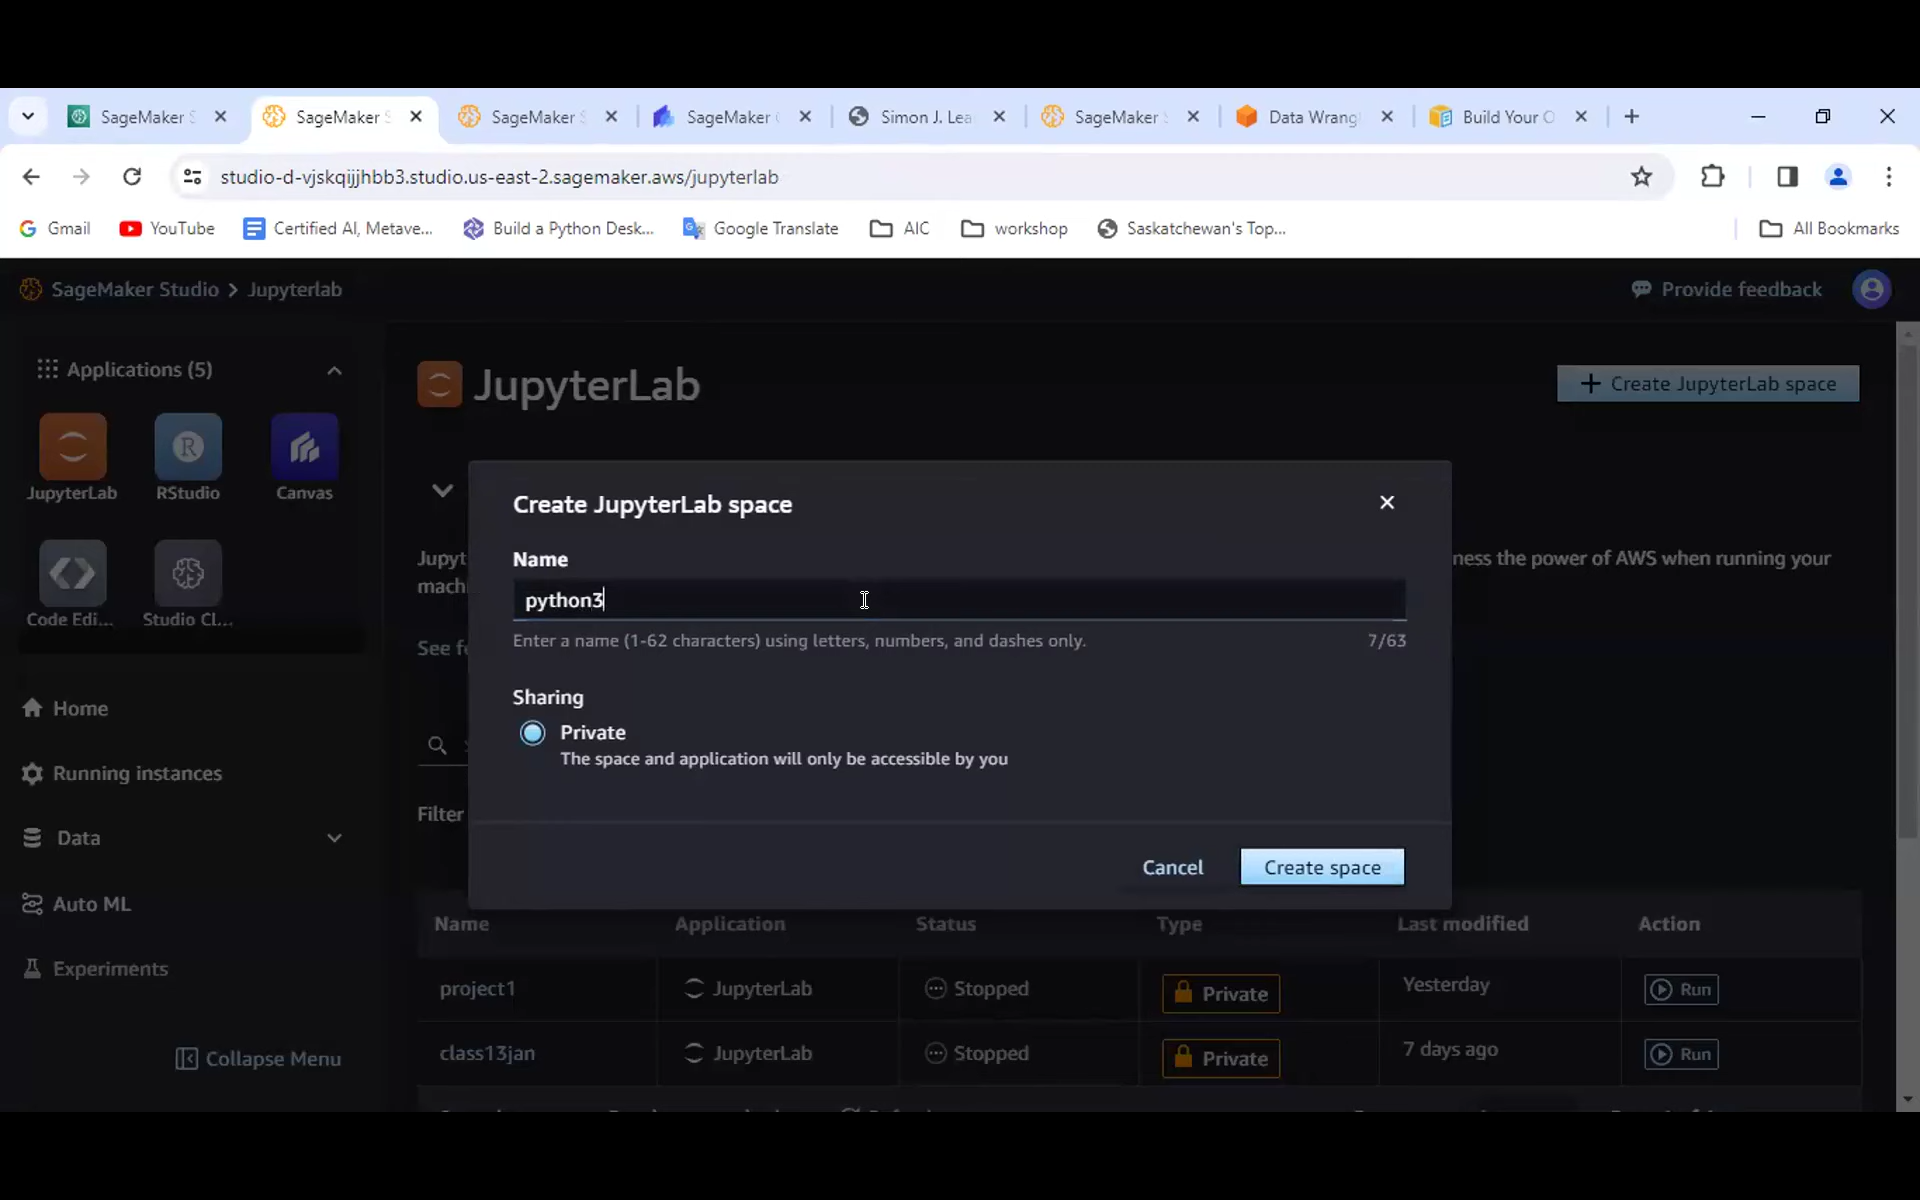 SageMaker S
SageMaker S
SageMaker S
SageMaker
Simon J. Lea
SageMaker
Data Wrang
Build Your O
studio-d-vjskqijjhbb3.studio.us-east-2.sagemaker.aws/jupyterlab
Gmail
YouTube
Certified AI, Metave...
Build a Python Desk...
Google Translate
AIC
workshop
Saskatchewan's Top...
All Bookmarks
SageMaker Studio > Jupyterlab
Provide feedback
Applications (5)
JupyterLab
RStudio
Canvas
Code Edi...
Studio Cl...
Home
Running instances
Data
Auto ML
Experiments
Collapse Menu
JupyterLab
+ Create JupyterLab space
Jupyt
ness the power of AWS when running your
mach
See fe
Filter
Create JupyterLab space
Name
python3
Enter a name (1-62 characters) using letters, numbers, and dashes only.
7/63
Sharing
Private
The space and application will only be accessible by you
Cancel
Create space
Name Application Status Type Last modified Action
project1 JupyterLab Stopped Private Yesterday Run
class13jan JupyterLab Stopped Private 7 days ago Run